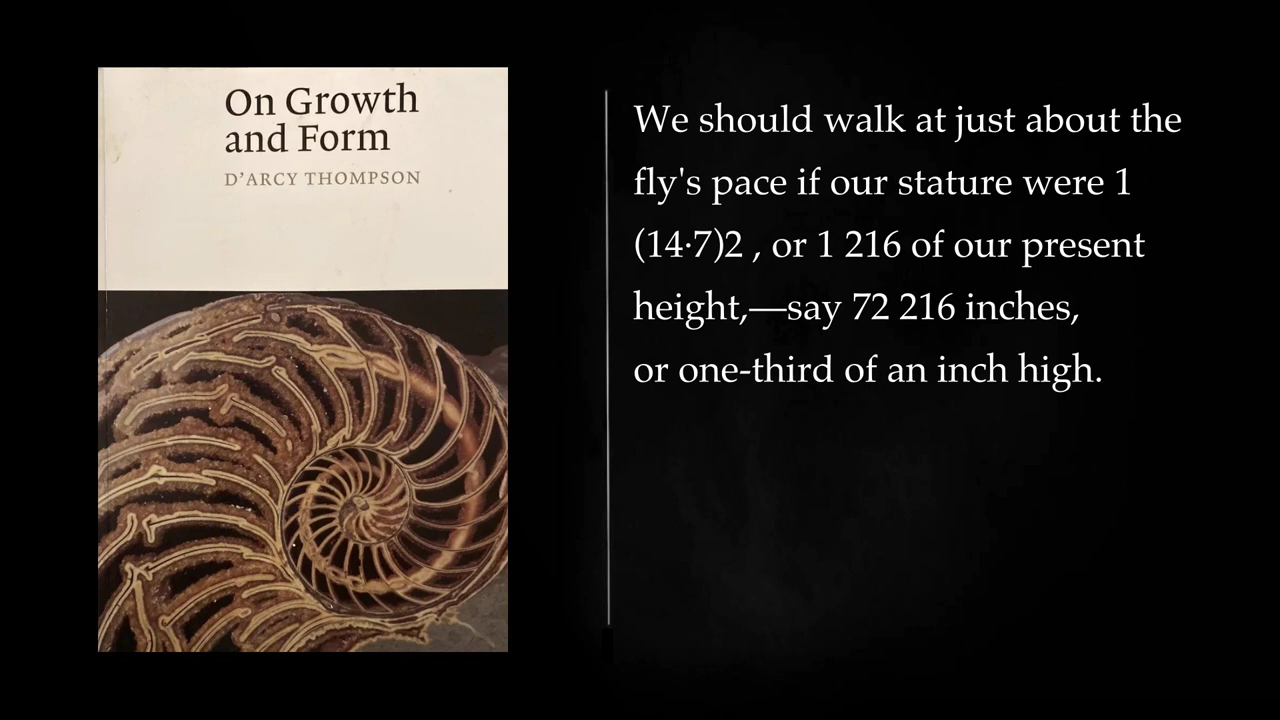 On Growth
and Form
D'ARCY THOMPSON
We should walk at just about the
fly's pace if our stature were 1
(14·7)2 , or 1 216 of our present
height,—say 72 216 inches,
or one-third of an inch high.